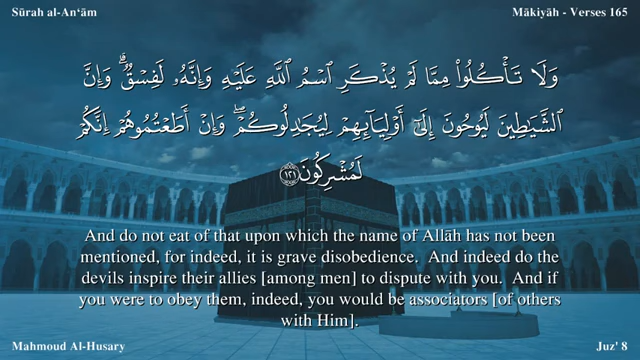 Sūrah al-An‘ām
Mākiyāh - Verses 165
وَلَا تَأْكُلُوا۟ مِمَّا لَمْ يُذْكَرِ ٱسْمُ ٱللَّهِ عَلَيْهِ وَإِنَّهُۥ لَفِسْقٌۭ ۗ وَإِنَّ
ٱلشَّيَـٰطِينَ لَيُوحُونَ إِلَىٰٓ أَوْلِيَآئِهِمْ لِيُجَـٰدِلُوكُمْ ۖ وَإِنْ أَطَعْتُمُوهُمْ إِنَّكُمْ
لَمُشْرِكُونَ ١٢١
And do not eat of that upon which the name of Allāh has not been
mentioned, for indeed, it is grave disobedience.  And indeed do the
devils inspire their allies [among men] to dispute with you.  And if
you were to obey them, indeed, you would be associators [of others
with Him].
Mahmoud Al-Husary
Juz' 8